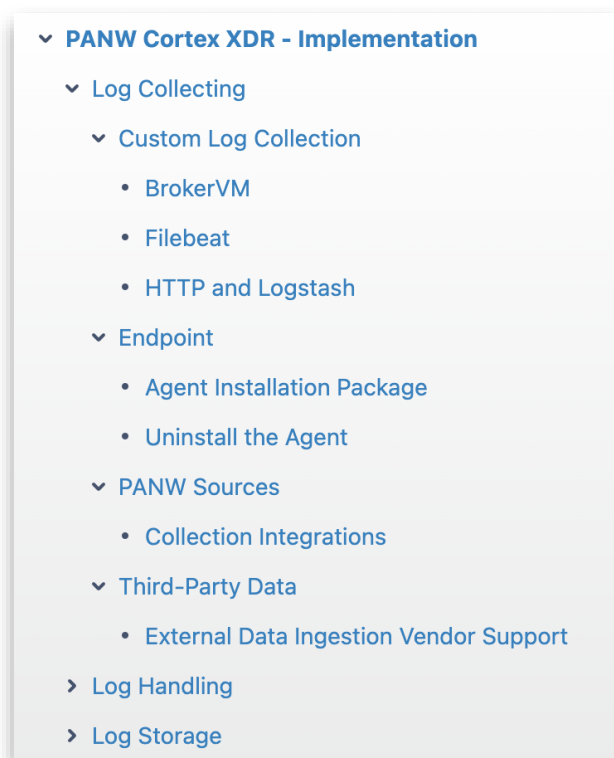 PANW Cortex XDR - Implementation
Log Collecting
Custom Log Collection
BrokerVM
Filebeat
HTTP and Logstash
Endpoint
Agent Installation Package
Uninstall the Agent
PANW Sources
Collection Integrations
Third-Party Data
External Data Ingestion Vendor Support
Log Handling
Log Storage